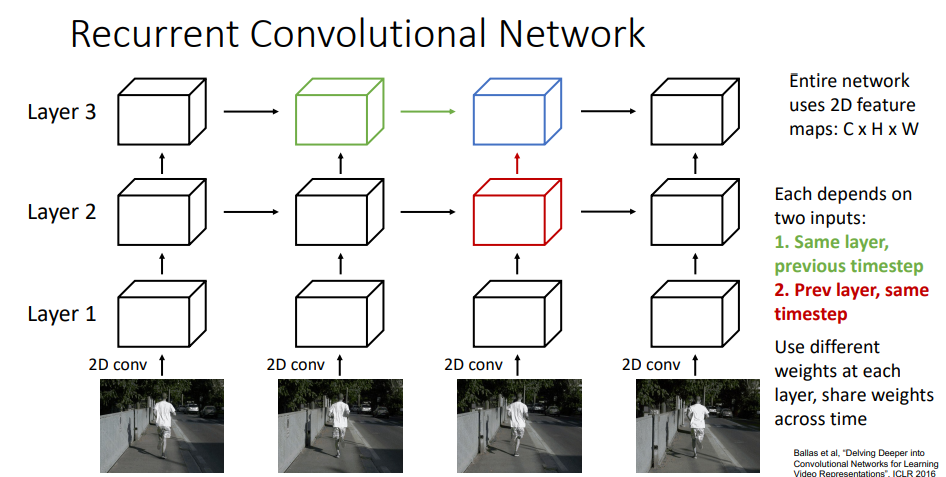 Recurrent Convolutional Network
Layer 3
Layer 2
Layer 1
2D conv
2D conv
2D conv
2D conv
Entire network
uses 2D feature
maps: C x H x W
Each depends on
two inputs:
1. Same layer,
previous timestep
2. Prev layer, same
timestep
Use different
weights at each
layer, share weights
across time
Ballas et al, “Delving Deeper into
Convolutional Networks for Learning
Video Representations”, ICLR 2016